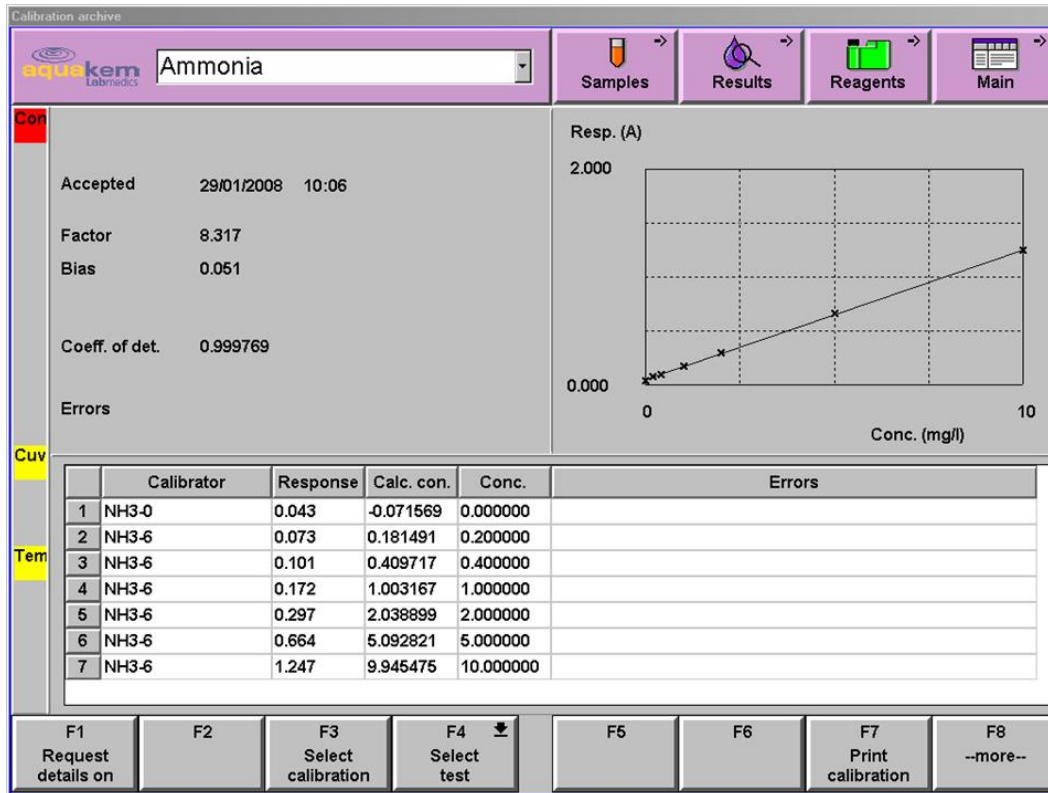 Calibration archive
aquakem
Labmedics
Ammonia
Samples
Results
Reagents
Main
Con
Accepted 29/01/2008 10:06
Factor 8.317
Bias 0.051
Coeff. of det. 0.999769
Errors
Resp. (A)
2.000
0.000
0 10
Conc. (mg/l)
Cuv
Tem
Calibrator Response Calc. con. Conc. Errors
1 NH3-0 0.043 -0.071569 0.000000
2 NH3-6 0.073 0.181491 0.200000
3 NH3-6 0.101 0.409717 0.400000
4 NH3-6 0.172 1.003167 1.000000
5 NH3-6 0.297 2.038899 2.000000
6 NH3-6 0.664 5.092821 5.000000
7 NH3-6 1.247 9.945475 10.000000
F1
Request
details on
F2
F3
Select
calibration
F4
Select
test
F5
F6
F7
Print
calibration
F8
--more--